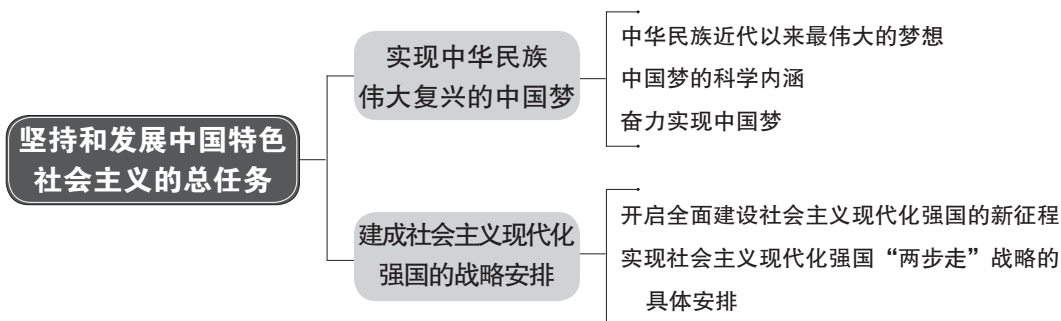 坚持和发展中国特色
社会主义的总任务
实现中华民族
伟大复兴的中国梦
中华民族近代以来最伟大的梦想
中国梦的科学内涵
奋力实现中国梦
建成社会主义现代化
强国的战略安排
开启全面建设社会主义现代化强国的新征程
实现社会主义现代化强国“两步走”战略的
具体安排